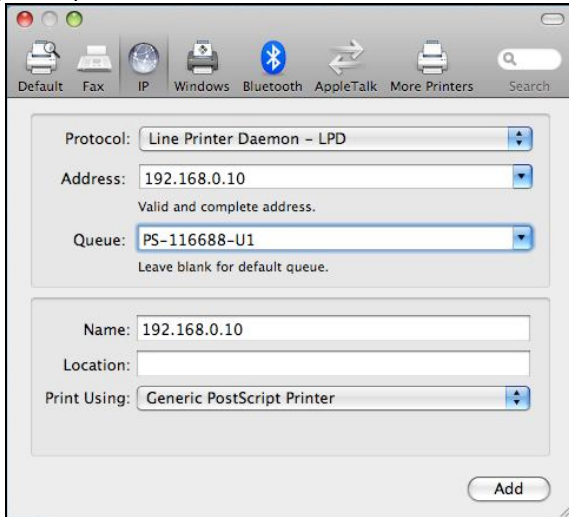 Default Fax IP Windows Bluetooth AppleTalk More Printers Search
Protocol: Line Printer Daemon – LPD
Address: 192.168.0.10
Valid and complete address.
Queue: PS-116688-U1
Leave blank for default queue.
Name: 192.168.0.10
Location:
Print Using: Generic PostScript Printer
Add